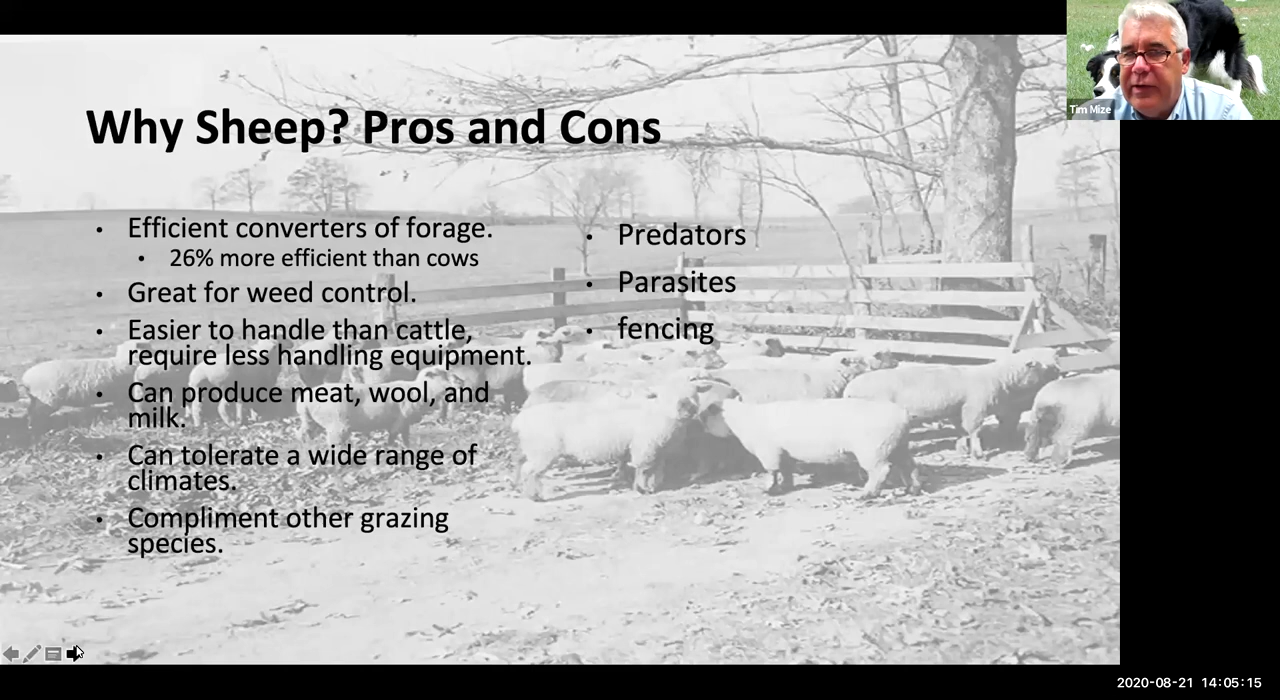 Why Sheep? Pros and Cons
• Efficient converters of forage.
• 26% more efficient than cows
• Great for weed control.
• Easier to handle than cattle,
require less handling equipment.
• Can produce meat, wool, and
milk.
• Can tolerate a wide range of
climates.
• Compliment other grazing
species.
• Predators
• Parasites
• fencing
Tim Mize
2020-08-21 14:05:15